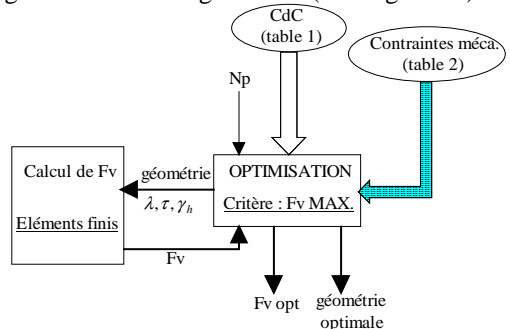 CdC
(table 1)
Contraintes méca.
(table 2)
Np
Calcul de Fv
Eléments finis
géométrie
λ, τ, γh
OPTIMISATION
Critère : Fv MAX.
Fv
Fv opt
géométrie
optimale